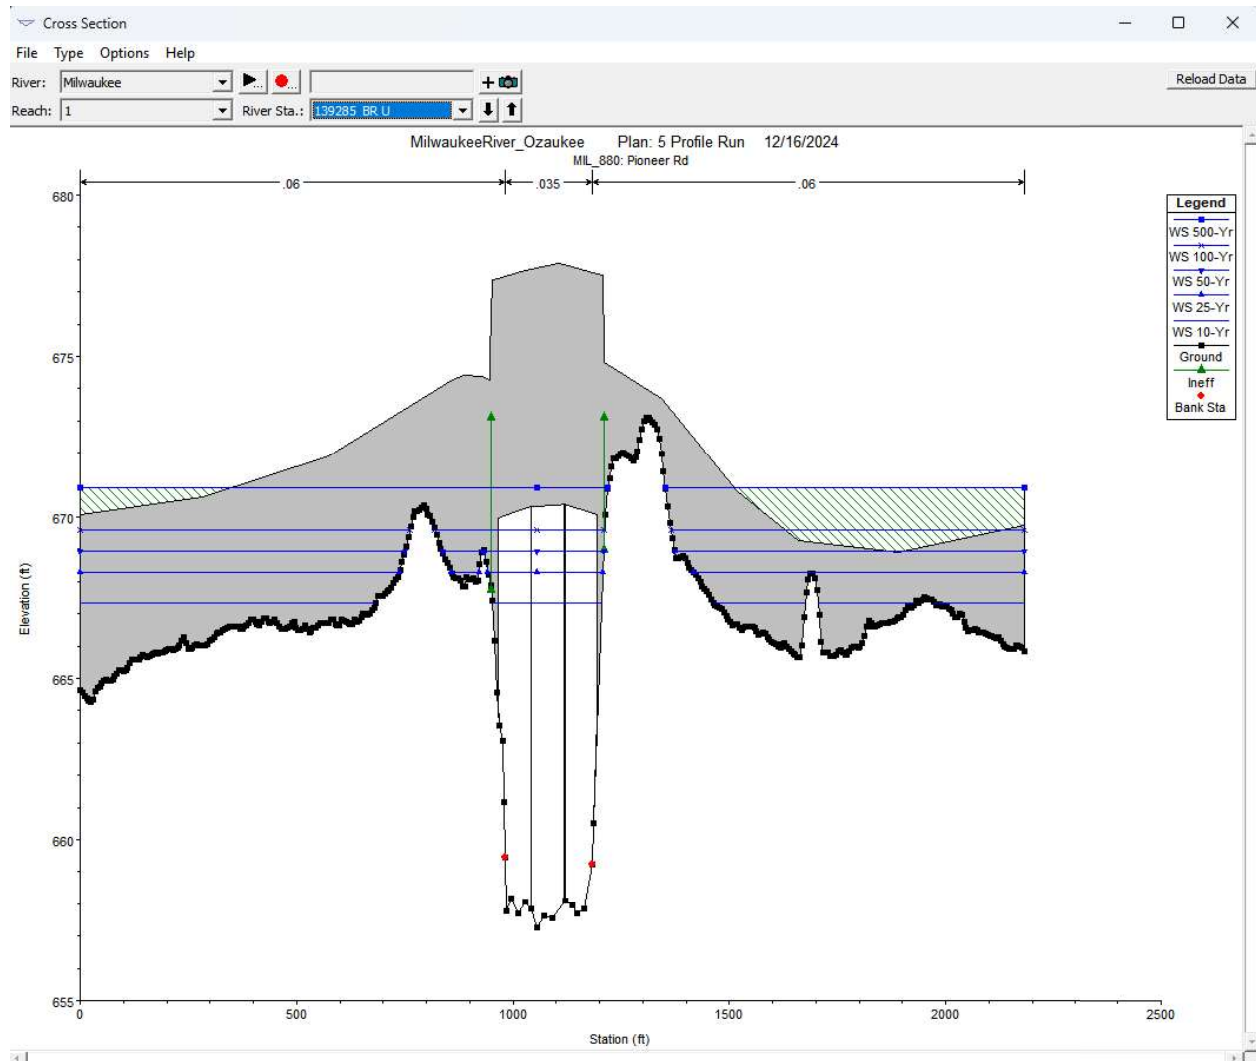 Cross Section
File Type Options Help
River: Milwaukee
Reload Data
Reach: 1 River Sta.: 139285 BR U
MilwaukeeRiver_Ozaukee Plan: 5 Profile Run 12/16/2024
MIL_880: Pioneer Rd
.06 .035 .06
Legend
WS 500-Yr
WS 100-Yr
WS 50-Yr
WS 25-Yr
WS 10-Yr
Ground
Ineff
Bank Sta
680
675
670
665
660
655
Elevation (ft)
0 500 1000 1500 2000 2500
Station (ft)